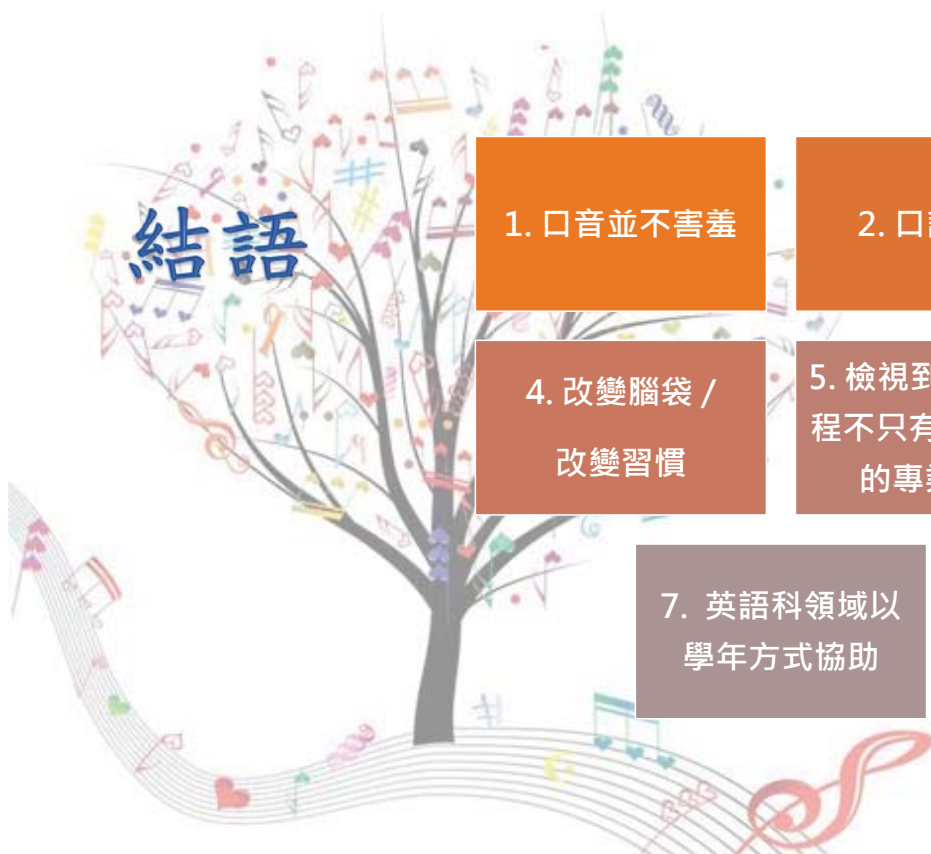 結語
1. 口音並不害羞
2. 口
4. 改變腦袋 /
改變習慣
5. 檢視到
程不只有
的專
7. 英語科領域以
學年方式協助